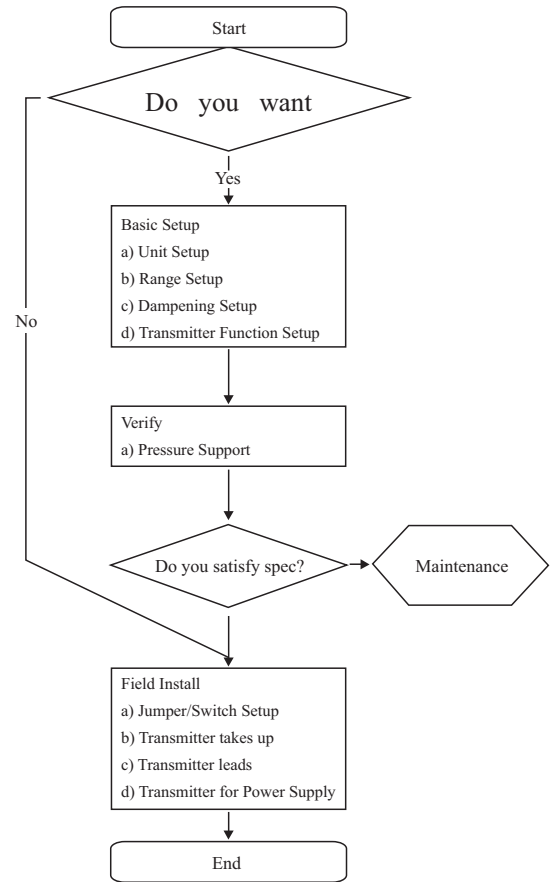 Start
Do you want
Yes
Basic Setup
a) Unit Setup
b) Range Setup
c) Dampening Setup
d) Transmitter Function Setup
No
Verify
a) Pressure Support
Do you satisfy spec?
Maintenance
Field Install
a) Jumper/Switch Setup
b) Transmitter takes up
c) Transmitter leads
d) Transmitter for Power Supply
End